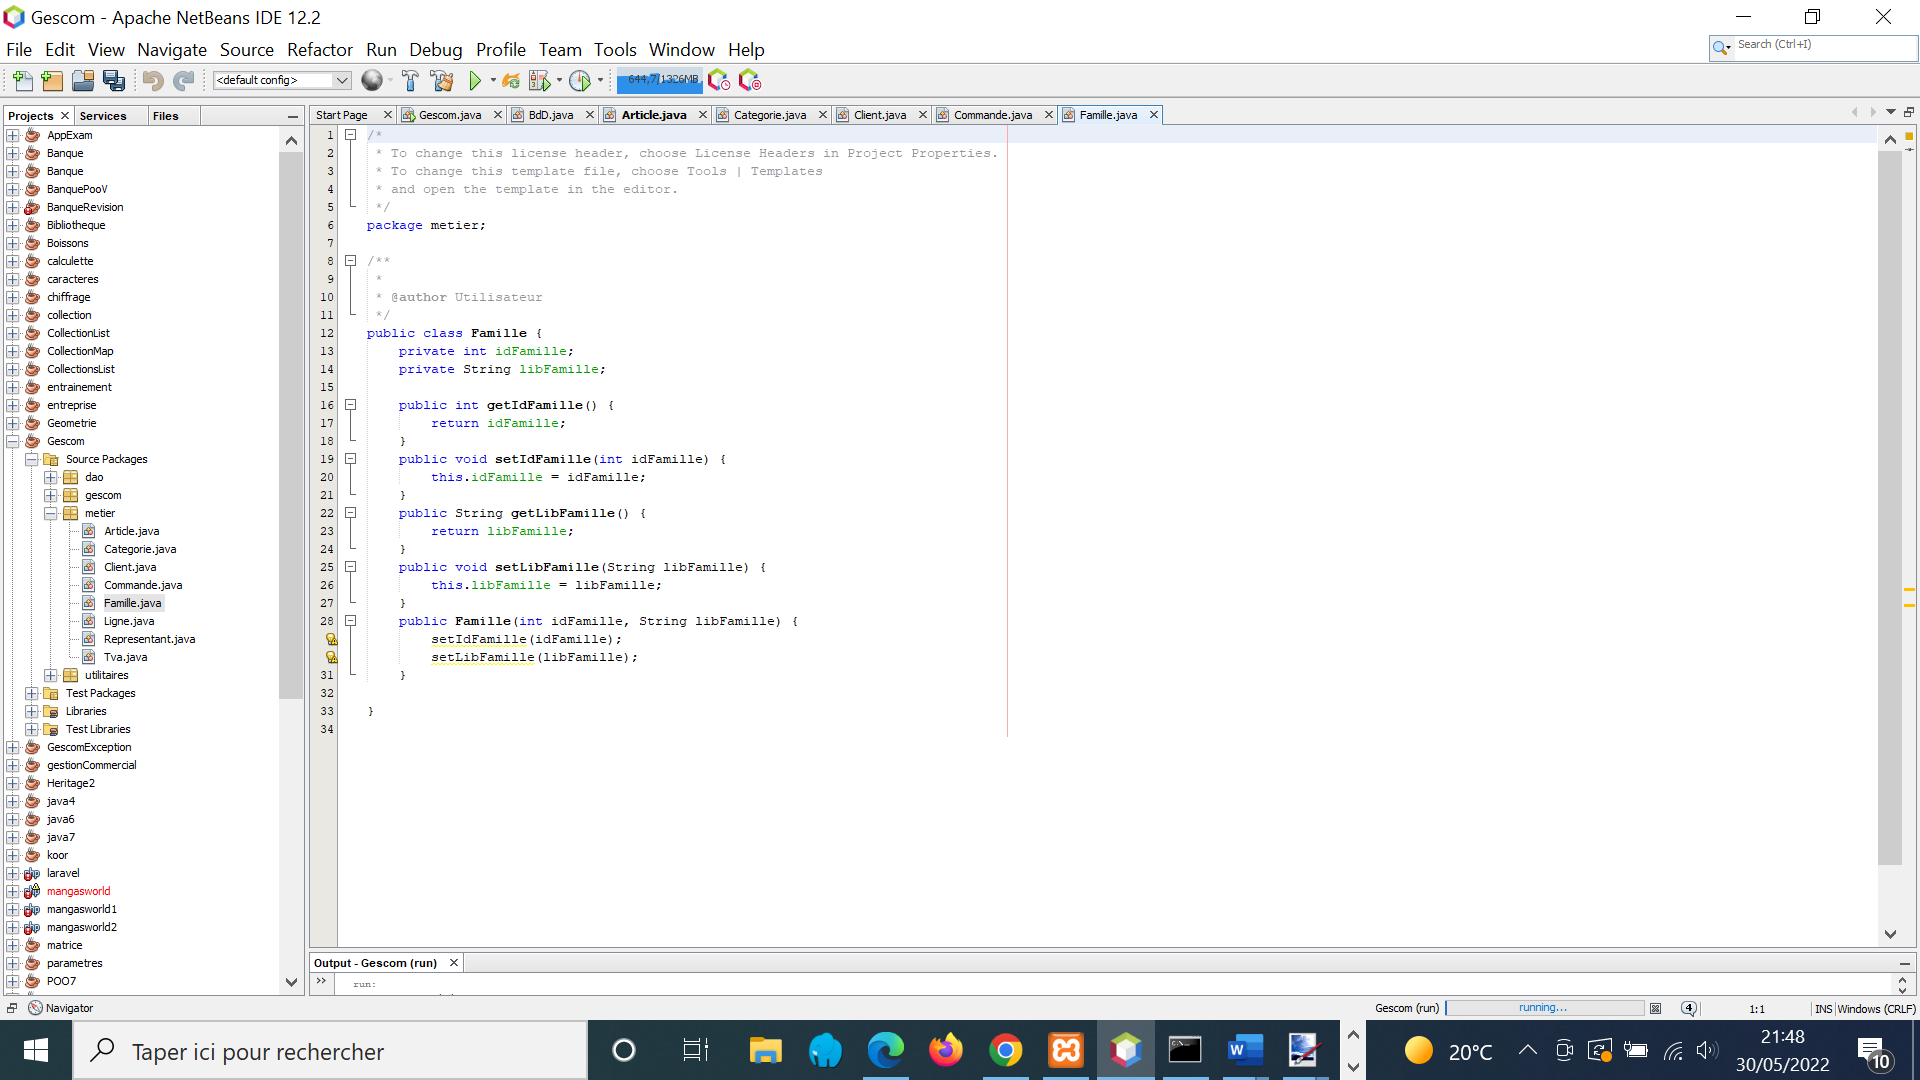 Gescom - Apache NetBeans IDE 12.2
File Edit View Navigate Source Refactor Run Debug Profile Team Tools Window Help
Search (Ctrl+I)
<default config>
644,7/1326MB
Projects Services Files
Start Page Gescom.java BdD.java Article.java Categorie.java Client.java Commande.java Famille.java
AppExam
Banque
Banque
BanquePooV
BanqueRevision
Bibliotheque
Boissons
calculette
caracteres
chiffrage
collection
CollectionList
CollectionMap
CollectionsList
entrainement
entreprise
Geometrie
Gescom
Source Packages
dao
gescom
metier
Article.java
Categorie.java
Client.java
Commande.java
Famille.java
Ligne.java
Representant.java
Tva.java
utilitaires
Test Packages
Libraries
Test Libraries
GescomException
gestionCommercial
Heritage2
java4
java6
java7
koor
laravel
mangasworld
mangasworld1
mangasworld2
matrice
parametres
POO7
1 /*
2 * To change this license header, choose License Headers in Project Properties.
3 * To change this template file, choose Tools | Templates
4 * and open the template in the editor.
5 */
6 package metier;
7
8 /**
9 *
10 * @author Utilisateur
11 */
12 public class Famille {
13 private int idFamille;
14 private String libFamille;
15
16 public int getIdFamille() {
17 return idFamille;
18 }
19 public void setIdFamille(int idFamille) {
20 this.idFamille = idFamille;
21 }
22 public String getLibFamille() {
23 return libFamille;
24 }
25 public void setLibFamille(String libFamille) {
26 this.libFamille = libFamille;
27 }
28 public Famille(int idFamille, String libFamille) {
setIdFamille(idFamille);
setLibFamille(libFamille);
31 }
32
33 }
34
Output - Gescom (run)
run:
Navigator
Gescom (run) running... 4 1:1 INS Windows (CRLF)
Taper ici pour rechercher
20°C
21:48
30/05/2022
10